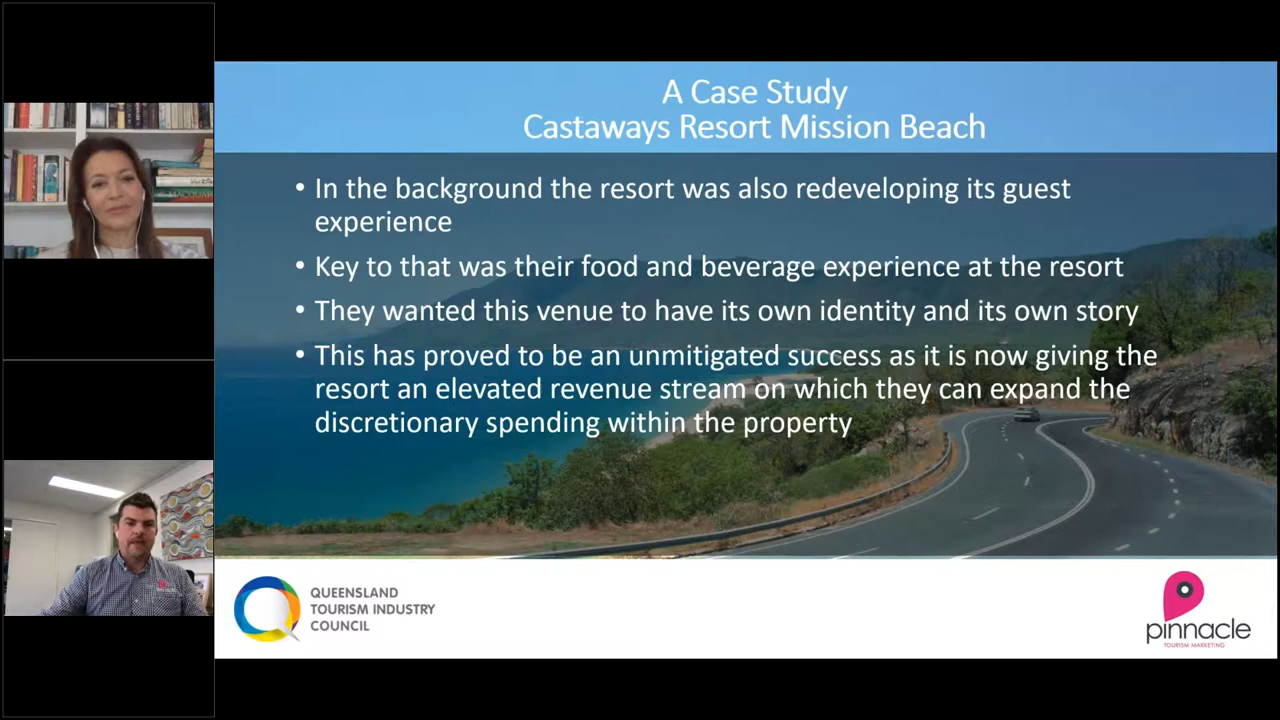 A Case Study
Castaways Resort Mission Beach
• In the background the resort was also redeveloping its guest
experience
• Key to that was their food and beverage experience at the resort
• They wanted this venue to have its own identity and its own story
• This has proved to be an unmitigated success as it is now giving the
resort an elevated revenue stream on which they can expand the
discretionary spending within the property
QUEENSLAND
TOURISM INDUSTRY
COUNCIL
pinnacle
TOURISM MARKETING